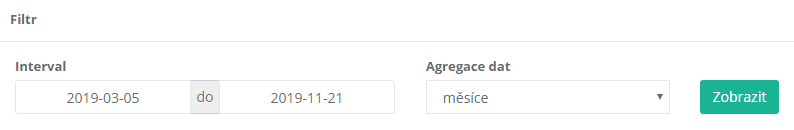 Filtr
Interval
Agregace dat
2019-03-05 do 2019-11-21
měsíce
Zobrazit